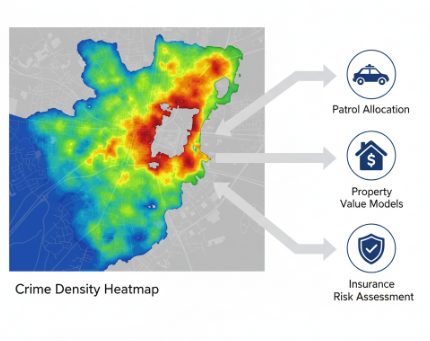 Patrol Allocation
$
Property
Value Models
Crime Density Heatmap
Insurance
Risk Assessment